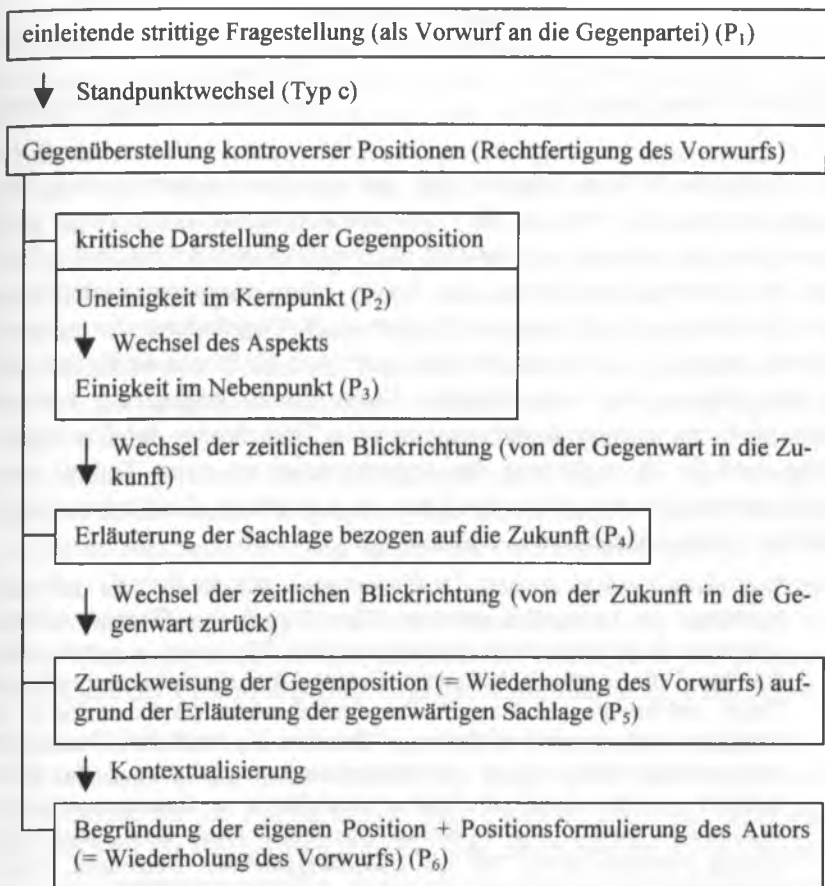 einleitende strittige Fragestellung (als Vorwurf an die Gegenpartei) (P₁)
Standpunktwechsel (Typ c)
Gegenüberstellung kontroverser Positionen (Rechtfertigung des Vorwurfs)
kritische Darstellung der Gegenposition
Uneinigkeit im Kernpunkt (P₂)
Wechsel des Aspekts
Einigkeit im Nebenpunkt (P₃)
Wechsel der zeitlichen Blickrichtung (von der Gegenwart in die Zu-
kunft)
Erläuterung der Sachlage bezogen auf die Zukunft (P₄)
Wechsel der zeitlichen Blickrichtung (von der Zukunft in die Ge-
genwart zurück)
Zurückweisung der Gegenposition (= Wiederholung des Vorwurfs) auf-
grund der Erläuterung der gegenwärtigen Sachlage (P₅)
Kontextualisierung
Begründung der eigenen Position + Positionsformulierung des Autors
(= Wiederholung des Vorwurfs) (P₆)